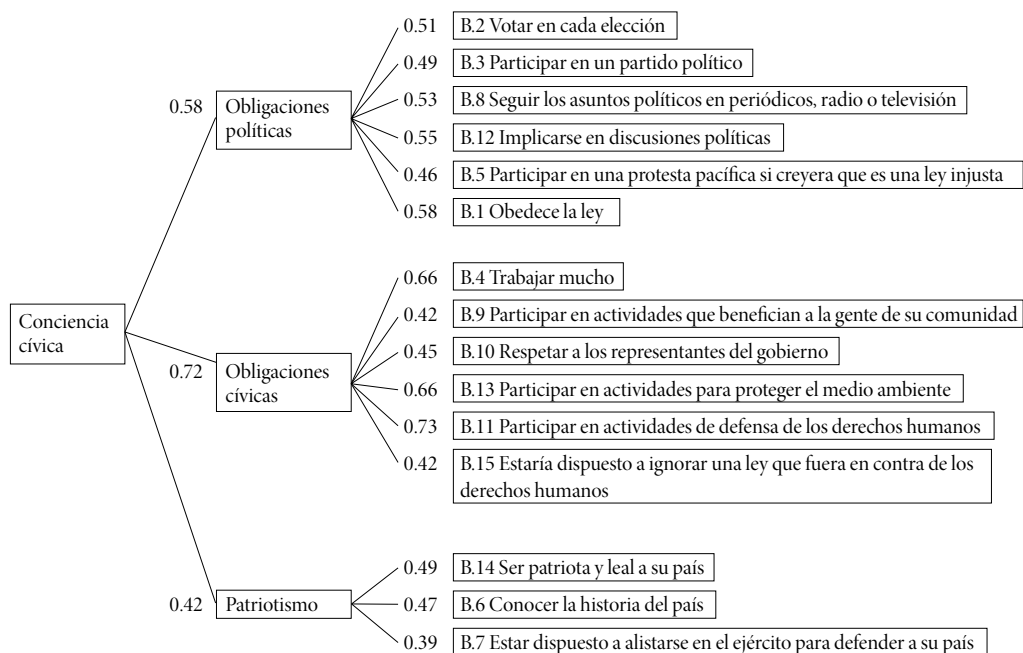 0.51 B.2 Votar en cada elección
0.49 B.3 Participar en un partido político
0.58 Obligaciones políticas
0.53 B.8 Seguir los asuntos políticos en periódicos, radio o televisión
0.55 B.12 Implicarse en discusiones políticas
0.46 B.5 Participar en una protesta pacífica si creyera que es una ley injusta
0.58 B.1 Obedece la ley
Conciencia
cívica
0.66 B.4 Trabajar mucho
0.42 B.9 Participar en actividades que benefician a la gente de su comunidad
0.45 B.10 Respetar a los representantes del gobierno
0.72 Obligaciones
cívicas
0.66 B.13 Participar en actividades para proteger el medio ambiente
0.73 B.11 Participar en actividades de defensa de los derechos humanos
0.42 B.15 Estaría dispuesto a ignorar una ley que fuera en contra de los
derechos humanos
0.49 B.14 Ser patriota y leal a su país
0.42 Patriotismo
0.47 B.6 Conocer la historia del país
0.39 B.7 Estar dispuesto a alistarse en el ejército para defender a su país